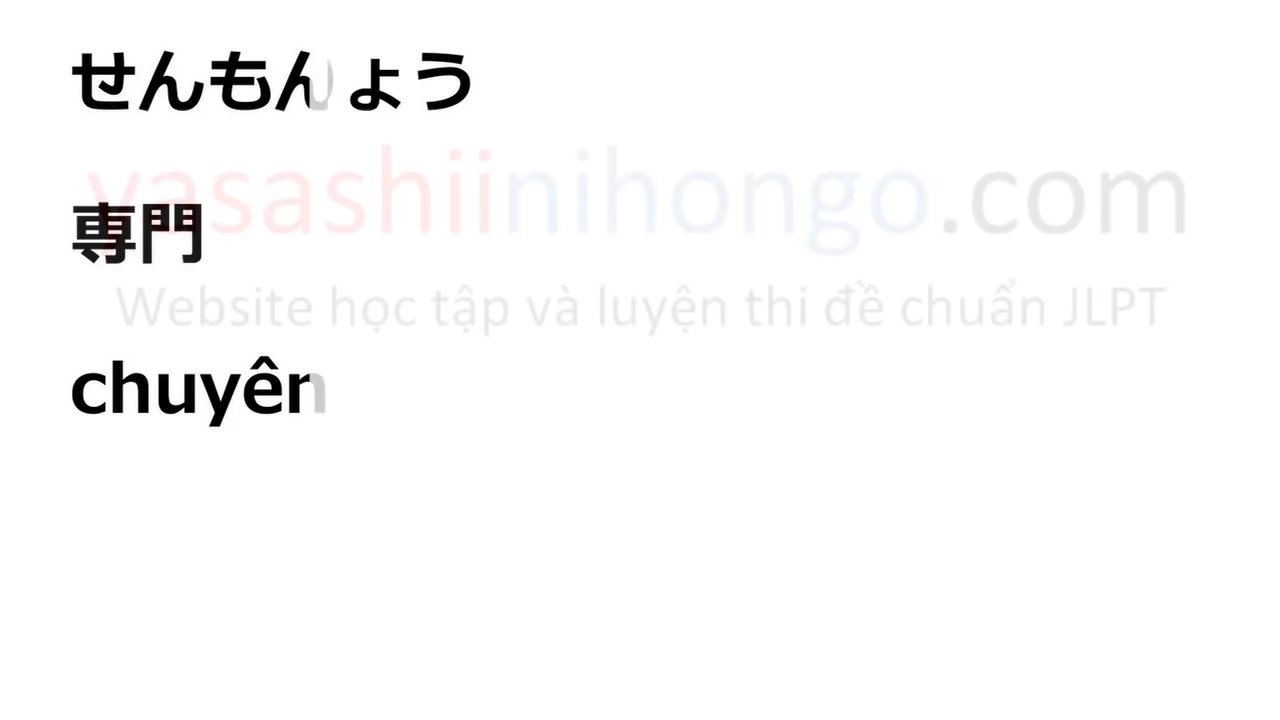 せんもんょう
yasashiinihongo.com
専門
Website học tập và luyện thi đề chuẩn JLPT
chuyên